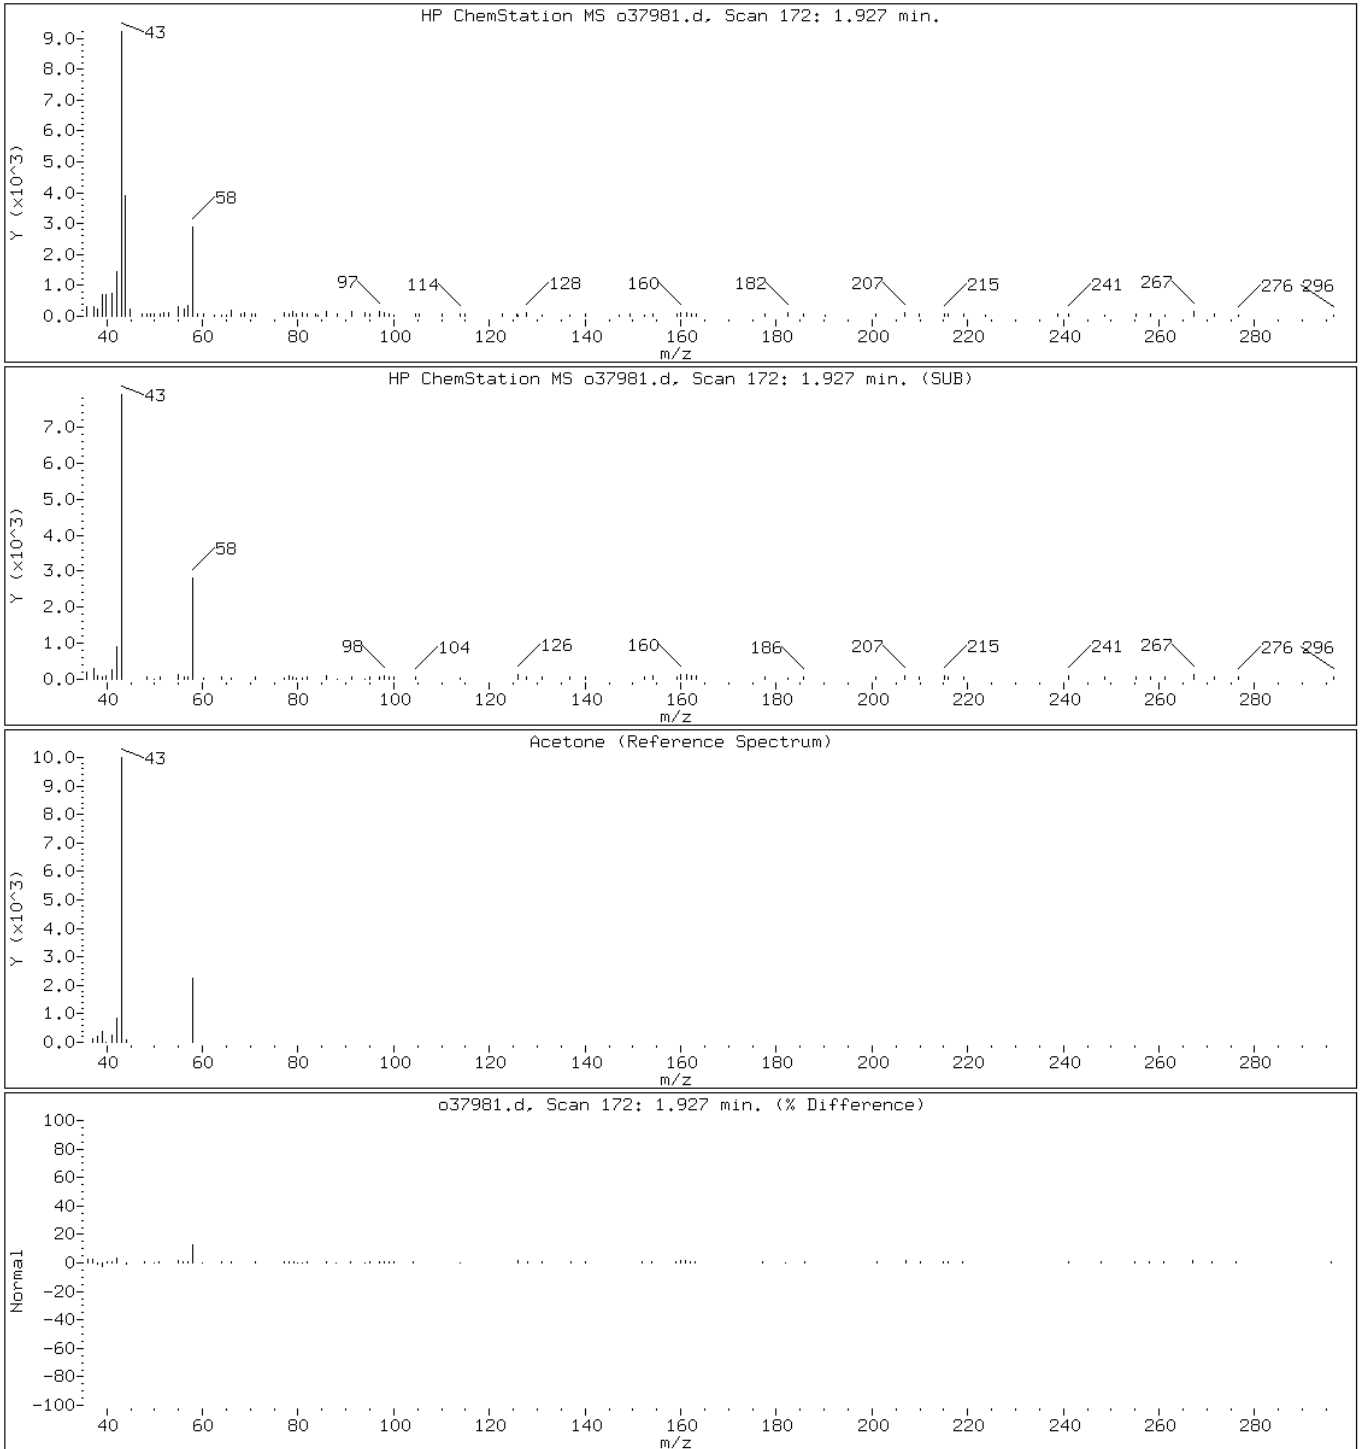 HP ChemStation MS o37981.d, Scan 172: 1.927 min.
43
9.0
8.0
7.0
6.0
5.0
4.0
3.0
2.0
1.0
0.0
Y (x10^3)
58
97 114 128 160 182 207 215 241 267 276 296
40 60 80 100 120 140 160 180 200 220 240 260 280
m/z
HP ChemStation MS o37981.d, Scan 172: 1.927 min. (SUB)
43
7.0
6.0
5.0
4.0
3.0
2.0
1.0
0.0
Y (x10^3)
58
98 104 126 160 186 207 215 241 267 276 296
40 60 80 100 120 140 160 180 200 220 240 260 280
m/z
Acetone (Reference Spectrum)
43
10.0
9.0
8.0
7.0
6.0
5.0
4.0
3.0
2.0
1.0
0.0
Y (x10^3)
40 60 80 100 120 140 160 180 200 220 240 260 280
m/z
o37981.d, Scan 172: 1.927 min. (% Difference)
100
80
60
40
20
0
-20
-40
-60
-80
-100
Normal
40 60 80 100 120 140 160 180 200 220 240 260 280
m/z